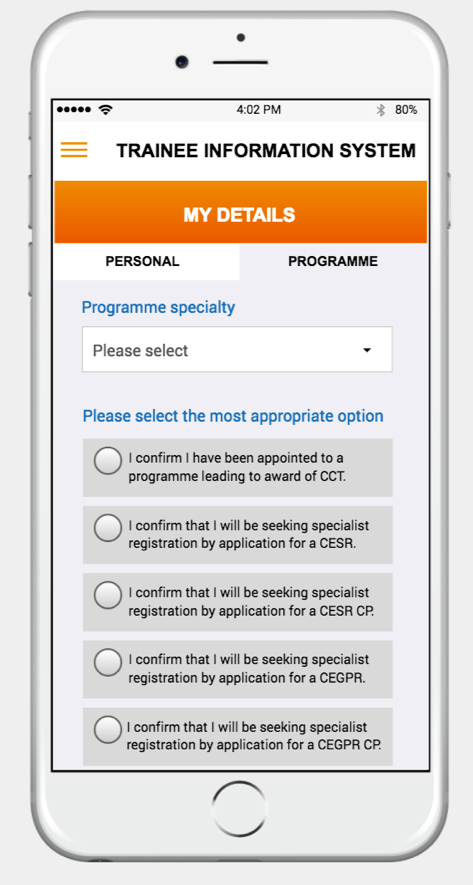 4:02 PM 80%
TRAINEE INFORMATION SYSTEM
MY DETAILS
PERSONAL PROGRAMME
Programme specialty
Please select
Please select the most appropriate option
I confirm I have been appointed to a
programme leading to award of CCT.
I confirm that I will be seeking specialist
registration by application for a CESR.
I confirm that I will be seeking specialist
registration by application for a CESR CP.
I confirm that I will be seeking specialist
registration by application for a CEGPR.
I confirm that I will be seeking specialist
registration by application for a CEGPR CP.